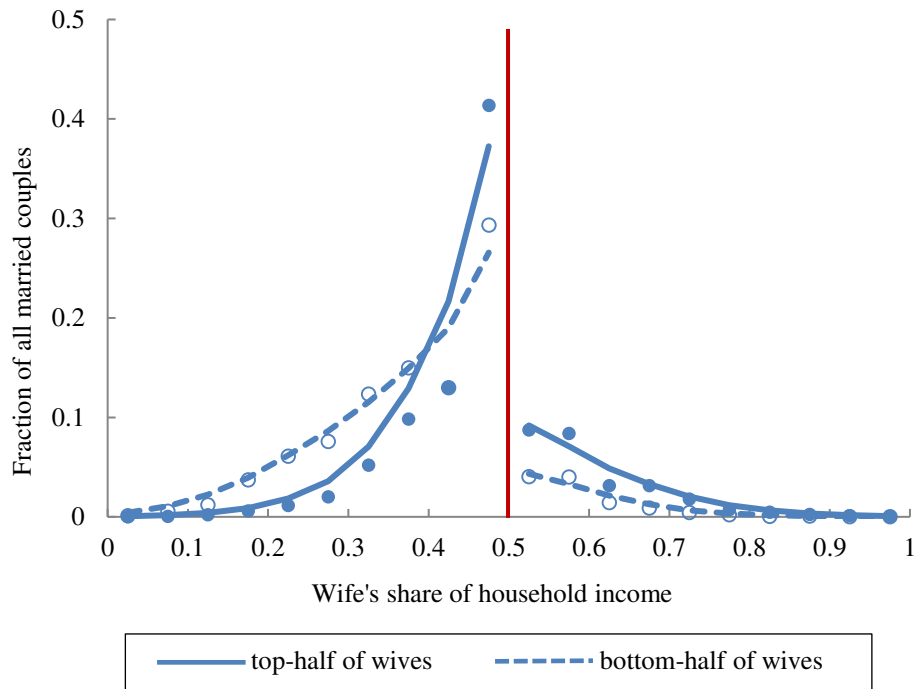 0.5
0.4
0.3
0.2
0.1
0
Fraction of all married couples
0 0.1 0.2 0.3 0.4 0.5 0.6 0.7 0.8 0.9 1
Wife's share of household income
top-half of wives bottom-half of wives